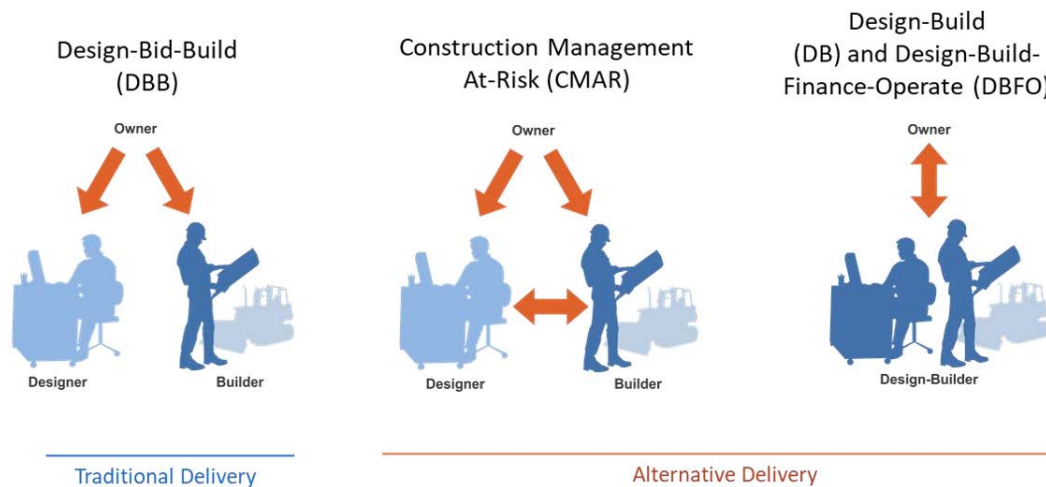 Design-Bid-Build
(DBB)
Owner
Designer
Builder
Construction Management
At-Risk (CMAR)
Owner
Designer
Builder
Design-Build
(DB) and Design-Build-
Finance-Operate (DBFO)
Owner
Design-Builder
Traditional Delivery
Alternative Delivery